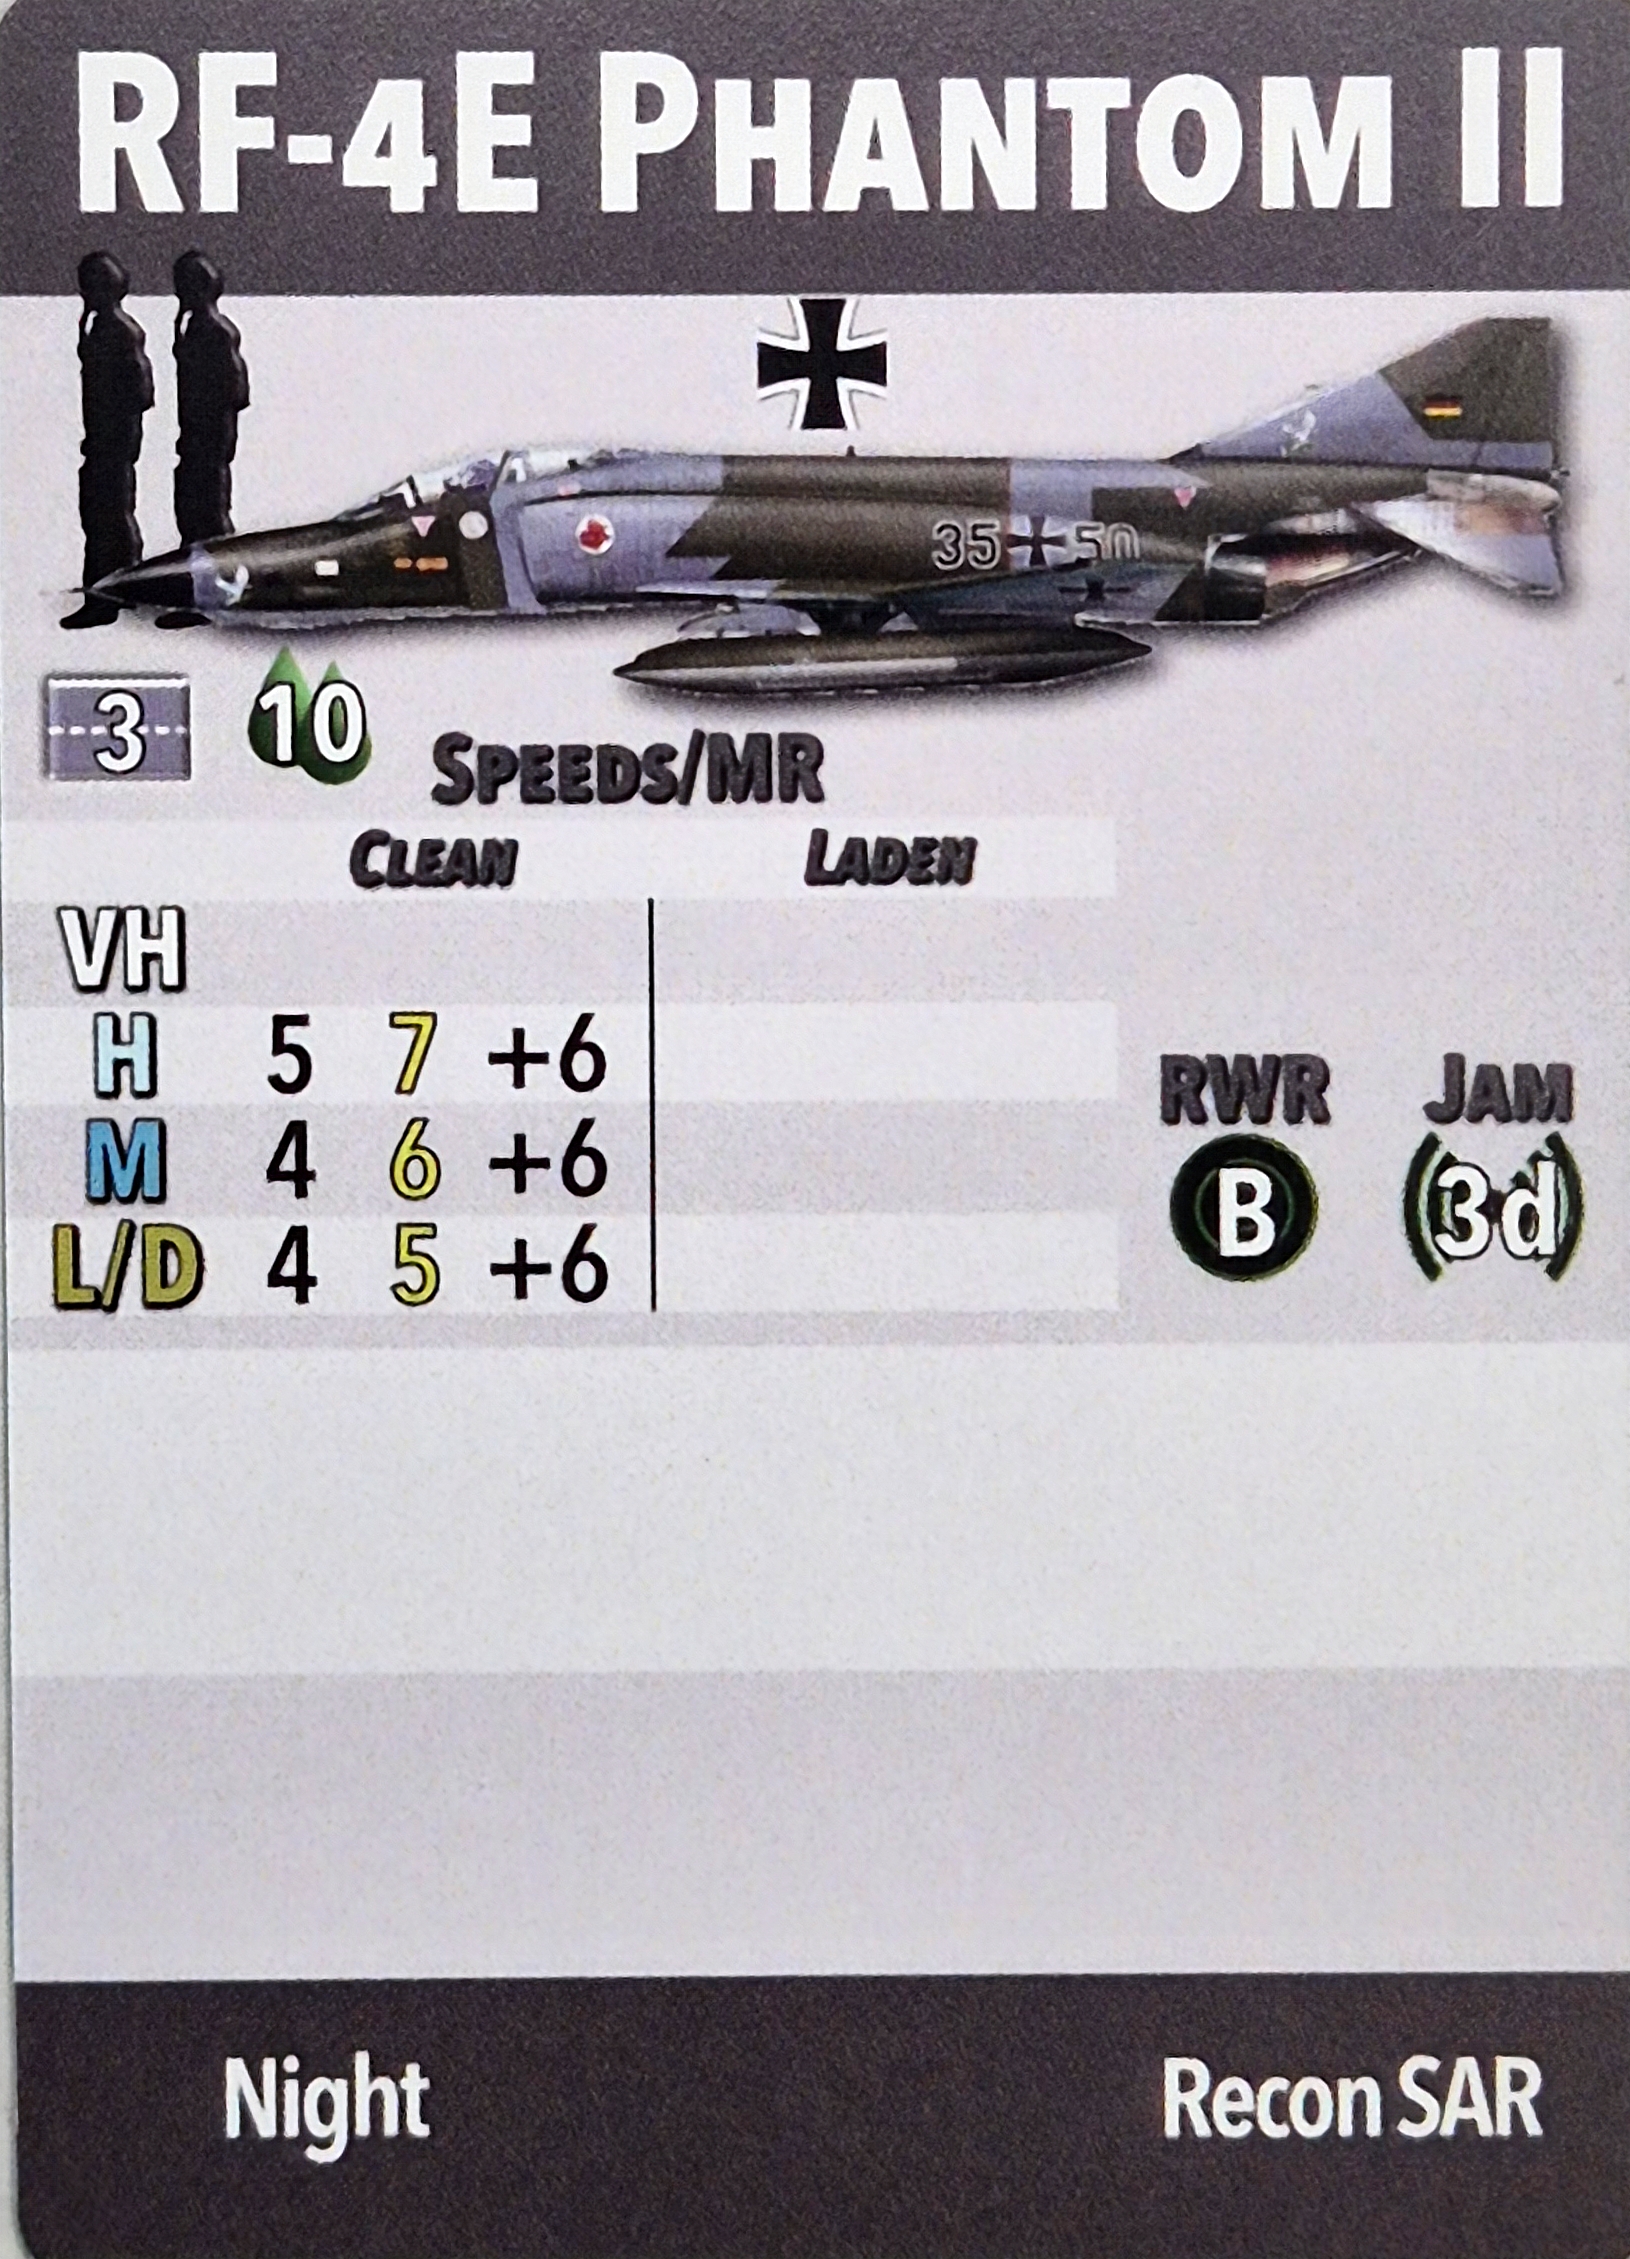 RF-4E PHANTOM II
35 50
3 10
SPEEDS/MR
CLEAN LADEN
VH
H 5 7 +6
M 4 6 +6
L/D 4 5 +6
RWR JAM
B 3d
Night Recon SAR